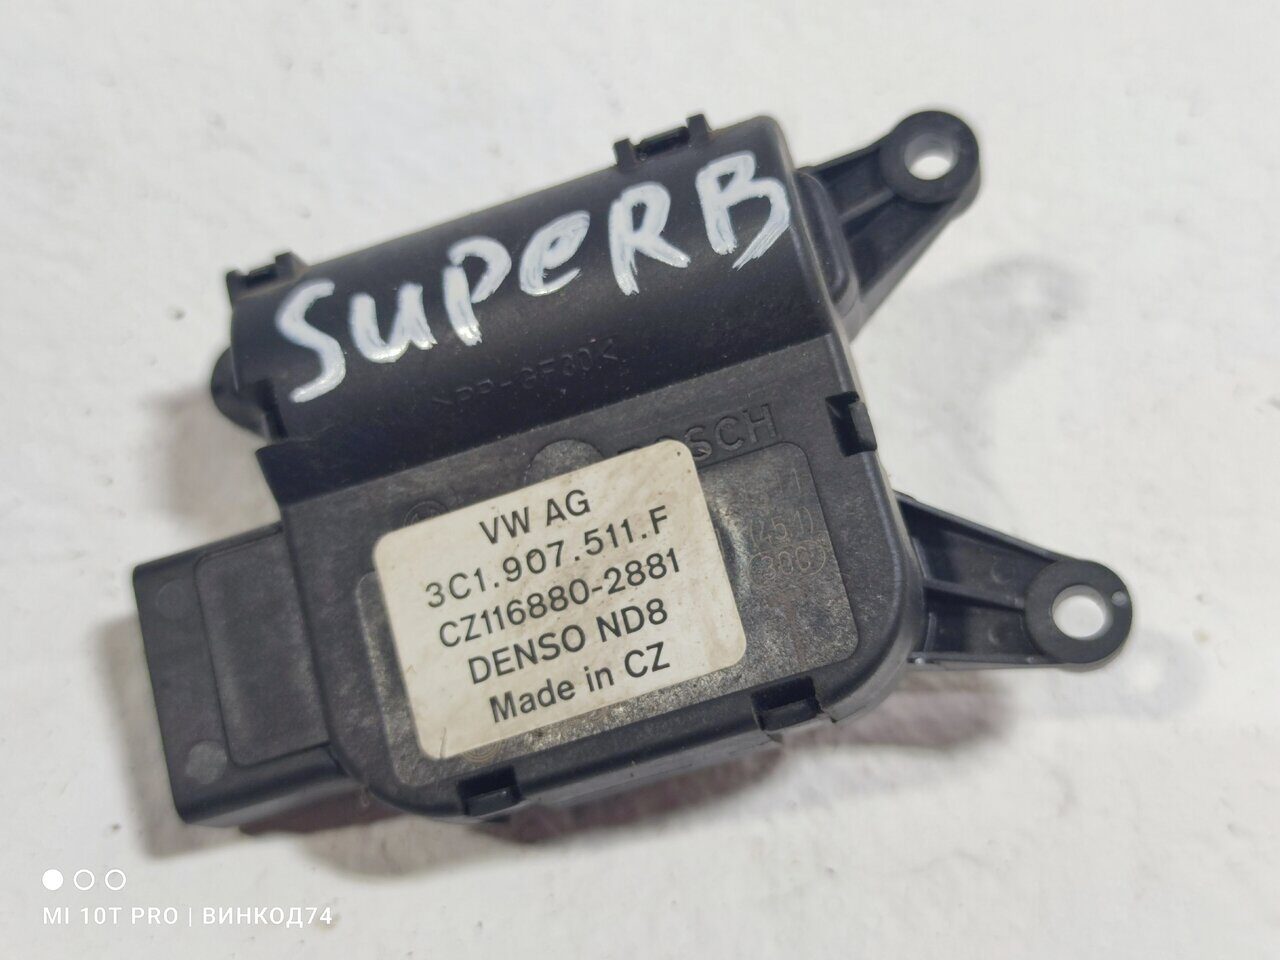 SUPeRB
BOSCH
VW AG
3C1.907.511.F
CZ116880-2881
DENSO ND8
Made in CZ
MI 10T PRO | ВИНКОД74